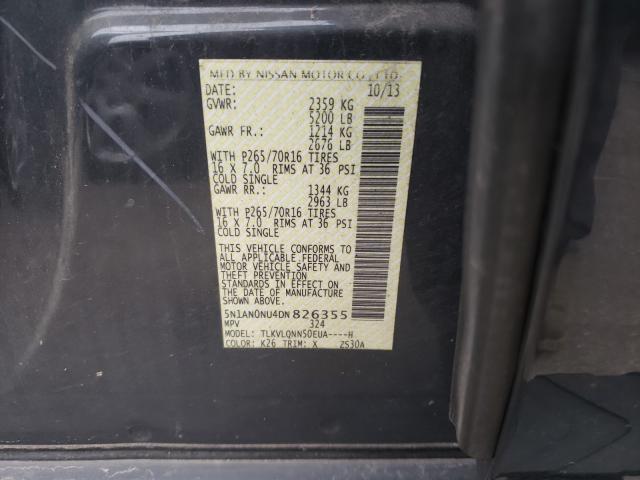 MFD BY NISSAN MOTOR CO., LTD.
DATE: 10/13
GVWR: 2359 KG
5200 LB
GAWR FR.: 1214 KG
2676 LB
WITH P265/70R16 TIRES
16 X 7.0 RIMS AT 36 PSI
COLD SINGLE
GAWR RR.: 1344 KG
2963 LB
WITH P265/70R16 TIRES
16 X 7.0 RIMS AT 36 PSI
COLD SINGLE
THIS VEHICLE CONFORMS TO
ALL APPLICABLE FEDERAL
MOTOR VEHICLE SAFETY AND
THEFT PREVENTION
STANDARDS IN EFFECT ON
THE DATE OF MANUFACTURE
SHOWN ABOVE.
5N1AN0NU4DN826355
MPV 324
MODEL: TLKVLQNNS0EUA----H
COLOR: K26 TRIM: X ZS30A